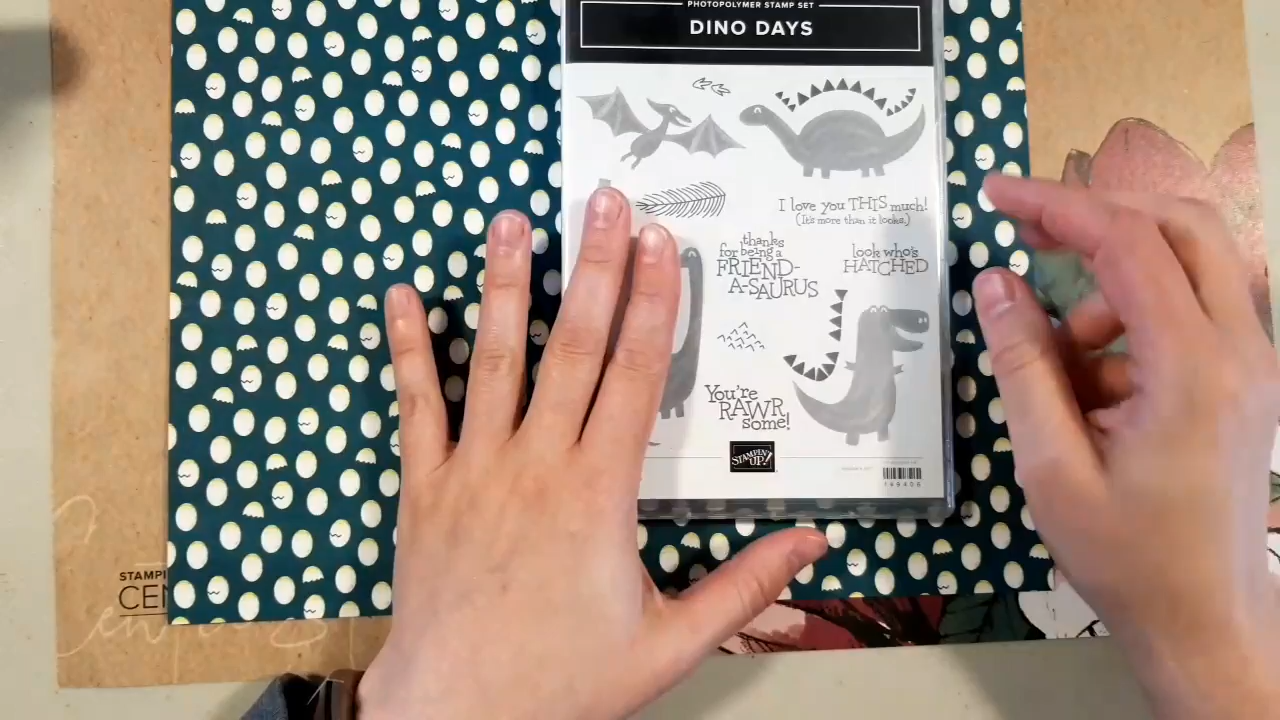 PHOTOPOLYMER STAMP SET
DINO DAYS
I love you THIS much!
(It's more than it looks.)
thanks
for being a
FRIEND-
A-SAURUS
look who's
HATCHED
You're
RAWR
some!
STAMPIN'
UP!
STAMPI
CEN